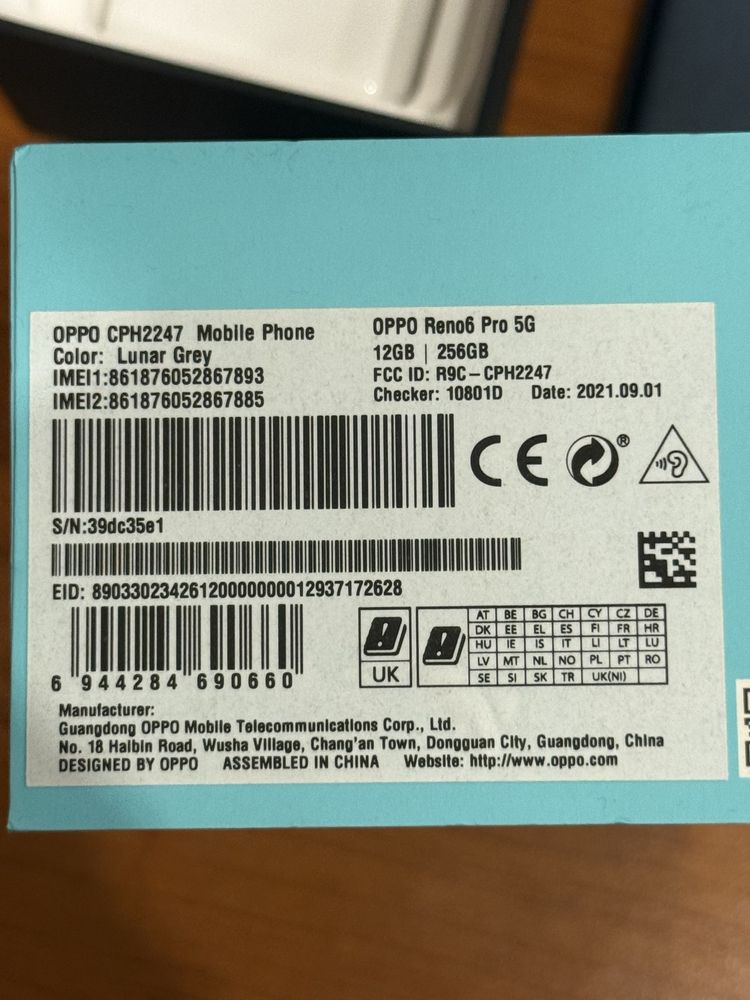 OPPO CPH2247 Mobile Phone
Color: Lunar Grey
IMEI1:861876052867893
IMEI2:861876052867885
OPPO Reno6 Pro 5G
12GB | 256GB
FCC ID: R9C-CPH2247
Checker: 10801D Date: 2021.09.01
CE ®
S/N:39dc35e1
EID: 89033023426120000000012937172628
6 944284 690660
UK
AT BE BG CH CY CZ DE
DK EE EL ES FI FR HR
HU IE IS IT LI LT LU
LV MT NL NO PL PT RO
SE SI SK TR UK(NI)
Manufacturer:
Guangdong OPPO Mobile Telecommunications Corp., Ltd.
No. 18 Haibin Road, Wusha Village, Chang'an Town, Dongguan City, Guangdong, China
DESIGNED BY OPPO ASSEMBLED IN CHINA Website: http://www.oppo.com